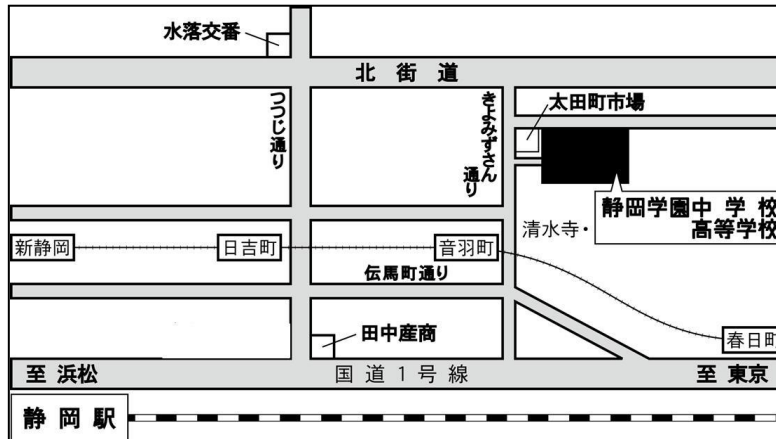 水落交番
北街道
つつじ通り
きよみずさん
通り
太田町市場
静岡学園中学校
高等学校
清水寺・
新静岡
日吉町
音羽町
伝馬町通り
田中産商
春日町
至 浜松
国道1号線
至 東京
静岡駅